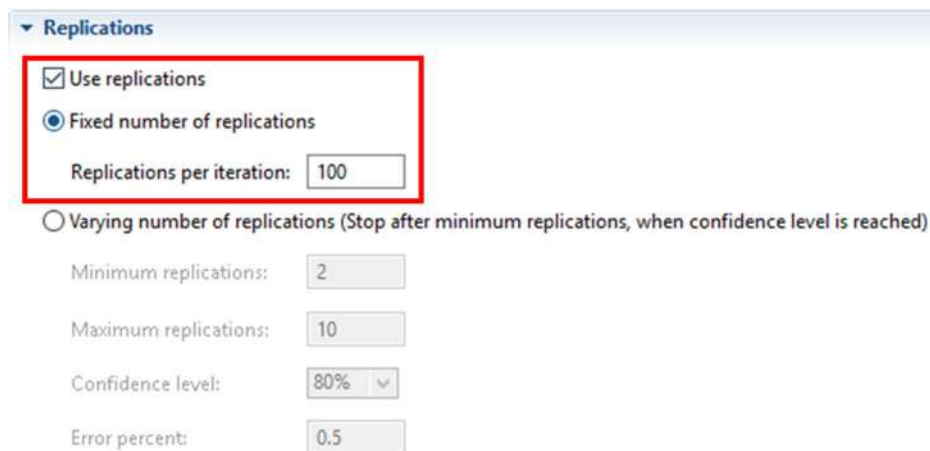 Replications
Use replications
Fixed number of replications
Replications per iteration: 100
Varying number of replications (Stop after minimum replications, when confidence level is reached)
Minimum replications: 2
Maximum replications: 10
Confidence level: 80%
Error percent: 0.5